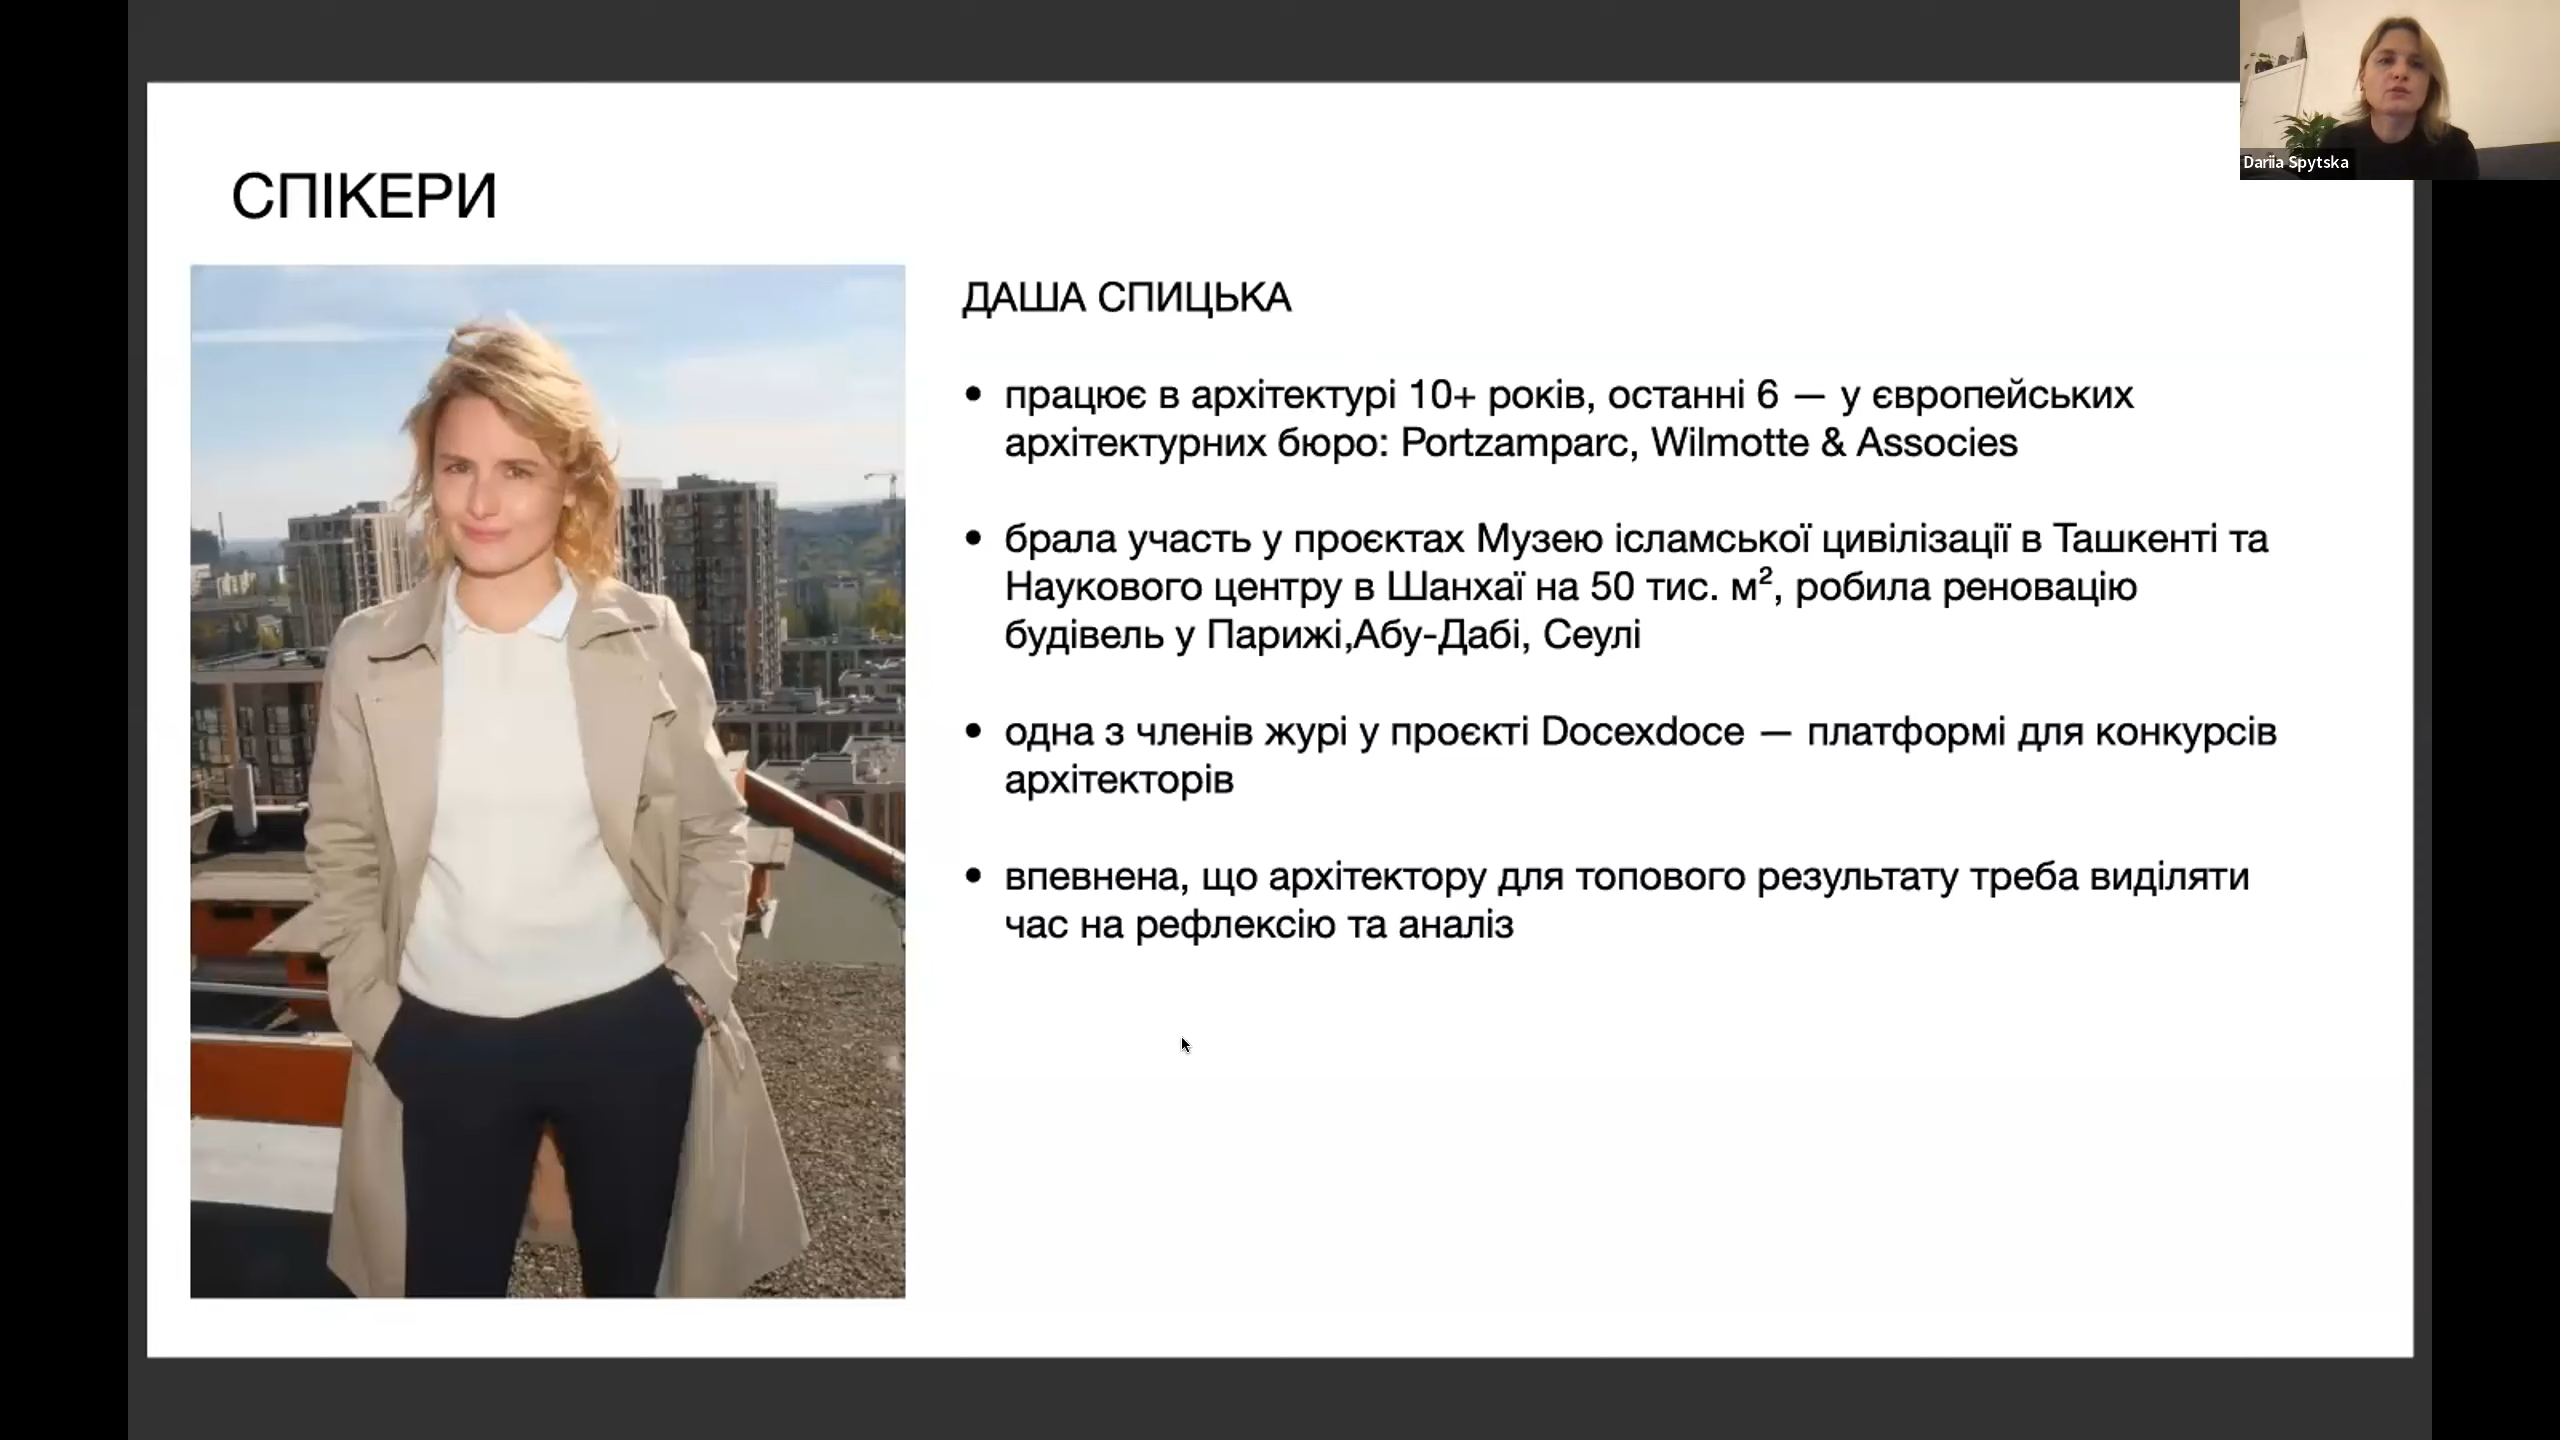 СПІКЕРИ
ДАША СПИЦЬКА
• працює в архітектурі 10+ років, останні 6 — у європейських
архітектурних бюро: Portzamparc, Wilmotte & Associes
• брала участь у проєктах Музею ісламської цивілізації в Ташкенті та
Наукового центру в Шанхаї на 50 тис. м², робила реновацію
будівель у Парижі,Абу-Дабі, Сеулі
• одна з членів журі у проєкті Docexdoce — платформі для конкурсів
архітекторів
• впевнена, що архітектору для топового результату треба виділяти
час на рефлексію та аналіз
Dariia Spytska